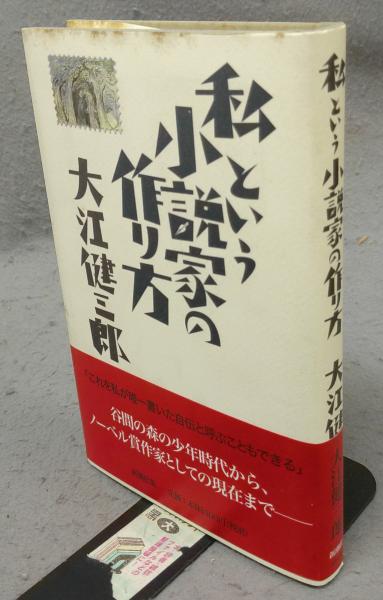 私という
小説家の
作り方
大江健三郎
「これを私が唯一書いた自伝と呼ぶこともできる」
谷間の森の少年時代から、
ノーベル賞作家としての現在まで——
私という小説家の作り方
大江健